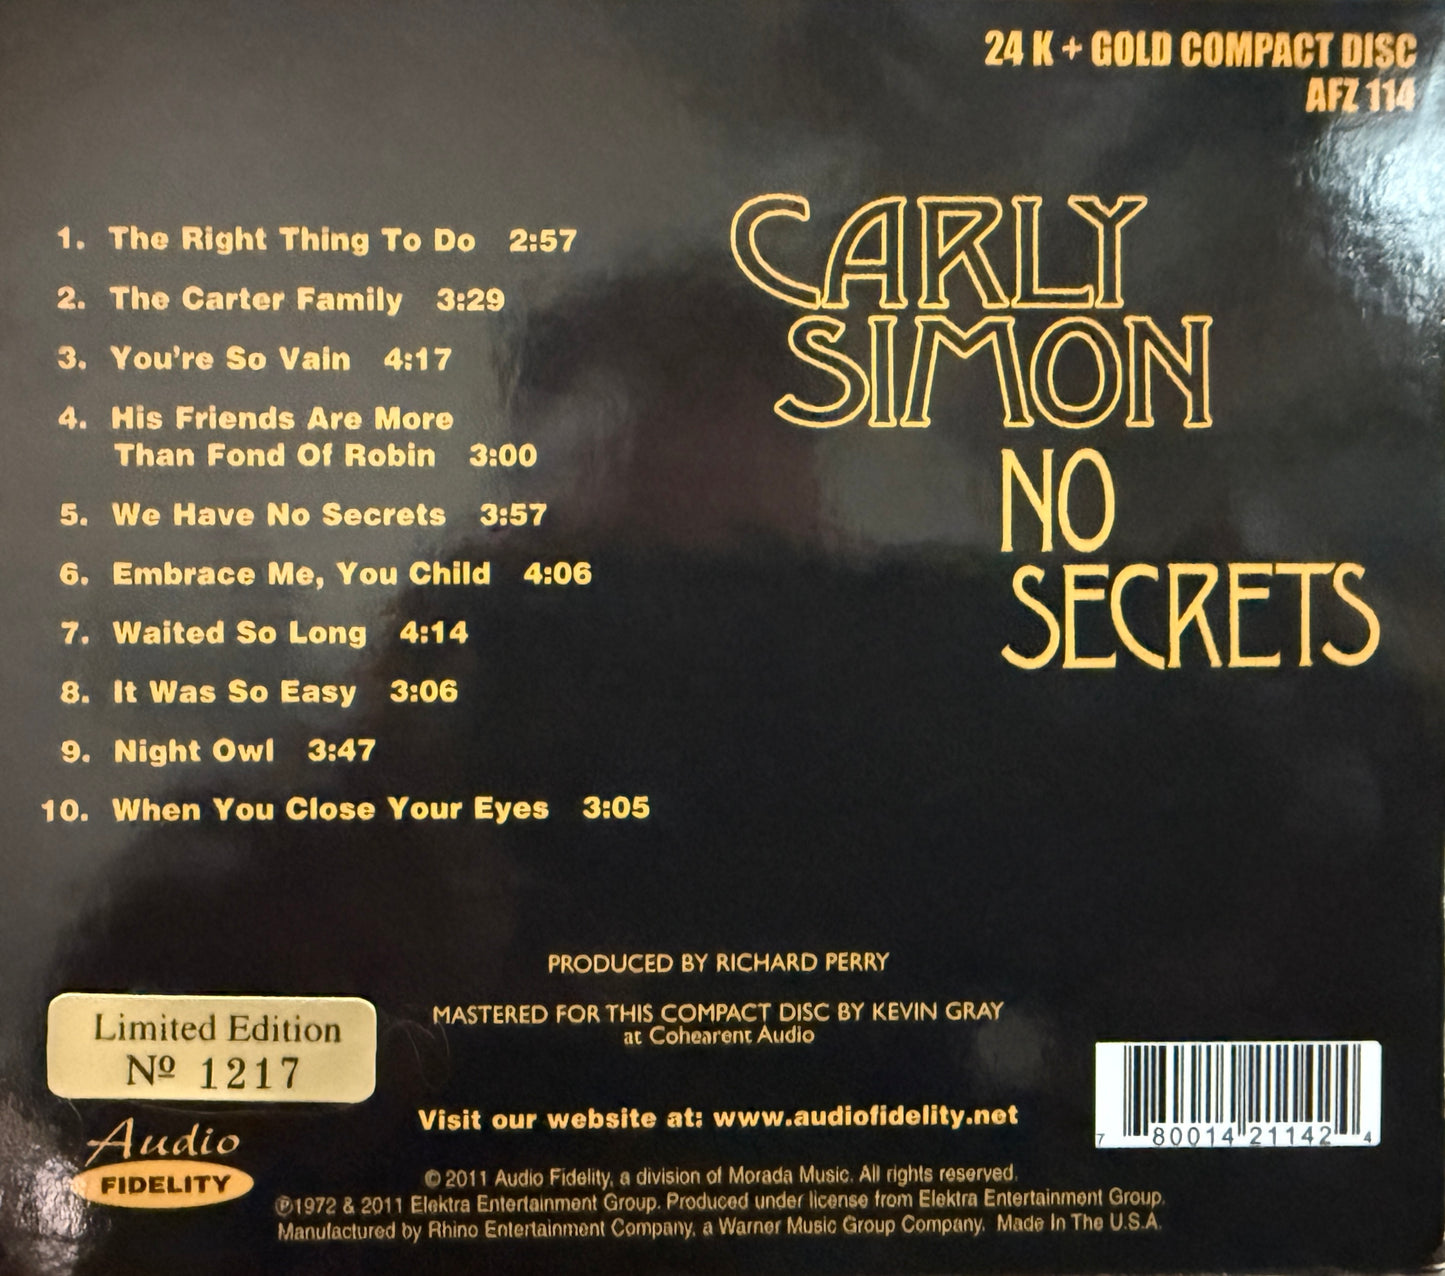 24 K + GOLD COMPACT DISC
AFZ 114
CARLY
SIMON
NO
SECRETS
1. The Right Thing To Do 2:57
2. The Carter Family 3:29
3. You're So Vain 4:17
4. His Friends Are More
Than Fond Of Robin 3:00
5. We Have No Secrets 3:57
6. Embrace Me, You Child 4:06
7. Waited So Long 4:14
8. It Was So Easy 3:06
9. Night Owl 3:47
10. When You Close Your Eyes 3:05
PRODUCED BY RICHARD PERRY
MASTERED FOR THIS COMPACT DISC BY KEVIN GRAY
at Cohearent Audio
Limited Edition
Nº 1217
Audio
FIDELITY
Visit our website at: www.audiofidelity.net
© 2011 Audio Fidelity, a division of Morada Music. All rights reserved.
℗1972 & 2011 Elektra Entertainment Group. Produced under license from Elektra Entertainment Group.
Manufactured by Rhino Entertainment Company, a Warner Music Group Company. Made In The U.S.A.
7 80014 21142 4